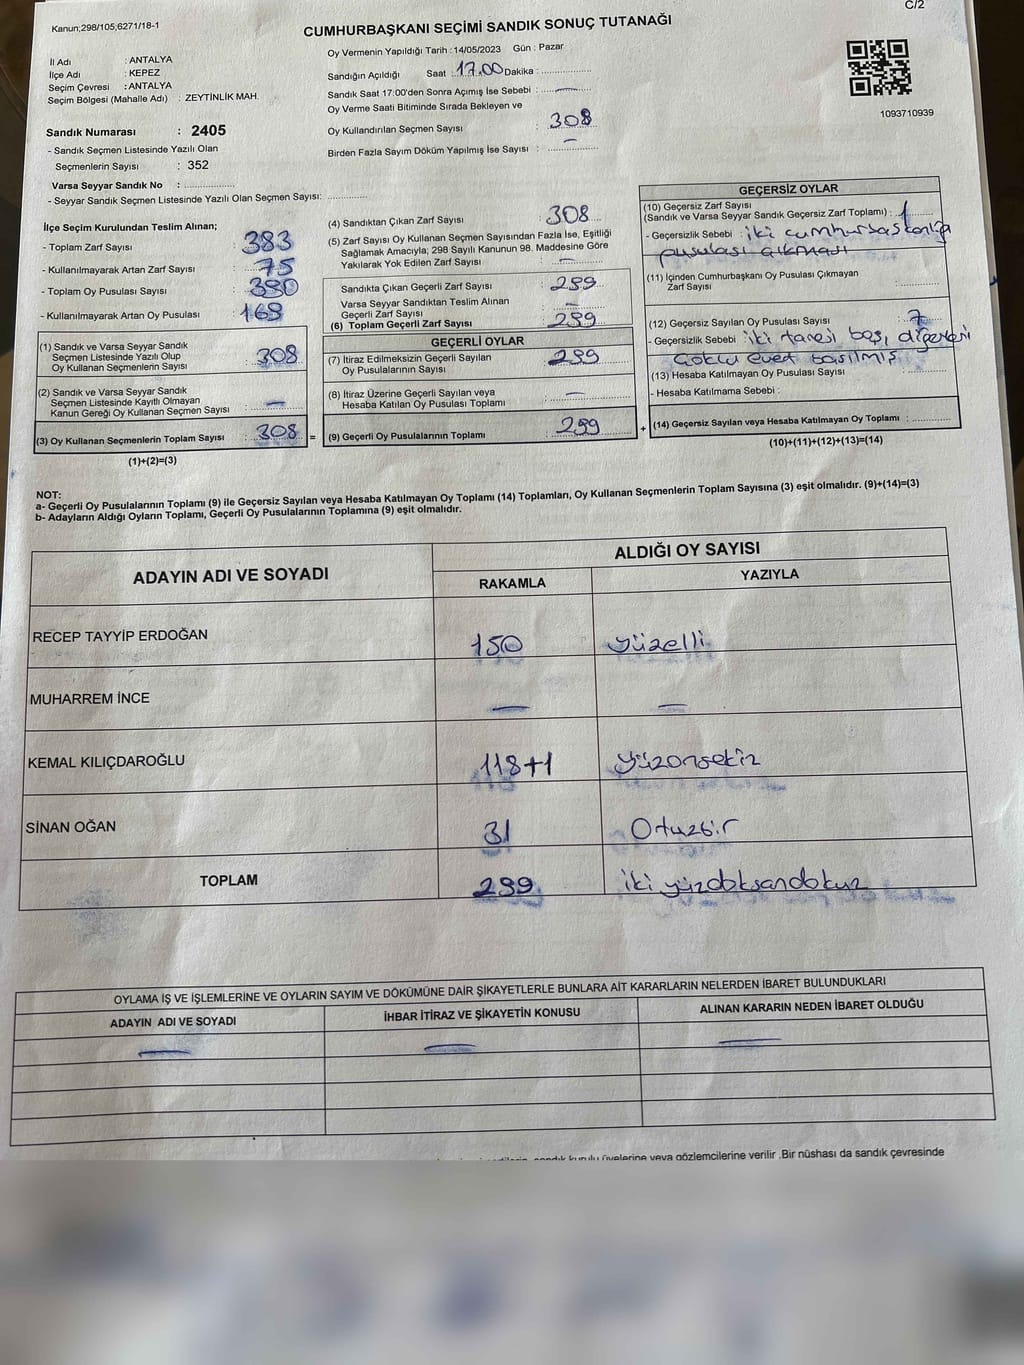 C/2
Kanun;298/105;6271/18-1
CUMHURBAŞKANI SEÇİMİ SANDIK SONUÇ TUTANAĞI
İl Adı : ANTALYA
İlçe Adı : KEPEZ
Seçim Çevresi : ANTALYA
Seçim Bölgesi (Mahalle Adı) : ZEYTİNLİK MAH.
Sandık Numarası : 2405
- Sandık Seçmen Listesinde Yazılı Olan
Seçmenlerin Sayısı : 352
Varsa Seyyar Sandık No :
- Seyyar Sandık Seçmen Listesinde Yazılı Olan Seçmen Sayısı:
Oy Vermenin Yapıldığı Tarih : 14/05/2023 Gün : Pazar
Sandığın Açıldığı Saat : 17.00 Dakika :
Sandık Saat 17:00'den Sonra Açımış İse Sebebi : —
Oy Verme Saati Bitiminde Sırada Bekleyen ve
Oy Kullandırılan Seçmen Sayısı : 308
Birden Fazla Sayım Döküm Yapılmış İse Sayısı : —
1093710939
İlçe Seçim Kurulundan Teslim Alınan;
- Toplam Zarf Sayısı : 383
- Kullanılmayarak Artan Zarf Sayısı : 75
- Toplam Oy Pusulası Sayısı : 380
- Kullanılmayarak Artan Oy Pusulası : 168
(1) Sandık ve Varsa Seyyar Sandık
Seçmen Listesinde Yazılı Olup
Oy Kullanan Seçmenlerin Sayısı : 308
(2) Sandık ve Varsa Seyyar Sandık
Seçmen Listesinde Kayıtlı Olmayan
Kanun Gereği Oy Kullanan Seçmen Sayısı : —
(3) Oy Kullanan Seçmenlerin Toplam Sayısı : 308
(1)+(2)=(3)
(4) Sandıktan Çıkan Zarf Sayısı : 308
(5) Zarf Sayısı Oy Kullanan Seçmen Sayısından Fazla İse, Eşitliği
Sağlamak Amacıyla; 298 Sayılı Kanunun 98. Maddesine Göre
Yakılarak Yok Edilen Zarf Sayısı : —
Sandıkta Çıkan Geçerli Zarf Sayısı : 299
Varsa Seyyar Sandıktan Teslim Alınan
Geçerli Zarf Sayısı : —
(6) Toplam Geçerli Zarf Sayısı : 299
GEÇERLİ OYLAR
(7) İtiraz Edilmeksizin Geçerli Sayılan
Oy Pusulalarının Sayısı : 299
(8) İtiraz Üzerine Geçerli Sayılan veya
Hesaba Katılan Oy Pusulası Toplamı : —
= (9) Geçerli Oy Pusulalarının Toplamı : 299
GEÇERSİZ OYLAR
(10) Geçersiz Zarf Sayısı
(Sandık ve Varsa Seyyar Sandık Geçersiz Zarf Toplamı) : 1
- Geçersizlik Sebebi : iki cumhurbaşkanlığı
pusulası çıkması
(11) İçinden Cumhurbaşkanı Oy Pusulası Çıkmayan
Zarf Sayısı :
(12) Geçersiz Sayılan Oy Pusulası Sayısı : 7
- Geçersizlik Sebebi : iki tanesi boş, diğerleri
çoklu evet basılmış
(13) Hesaba Katılmayan Oy Pusulası Sayısı :
- Hesaba Katılmama Sebebi :
+ (14) Geçersiz Sayılan veya Hesaba Katılmayan Oy Toplamı :
(10)+(11)+(12)+(13)=(14)
NOT:
a- Geçerli Oy Pusulalarının Toplamı (9) ile Geçersiz Sayılan veya Hesaba Katılmayan Oy Toplamı (14) Toplamları, Oy Kullanan Seçmenlerin Toplam Sayısına (3) eşit olmalıdır. (9)+(14)=(3)
b- Adayların Aldığı Oyların Toplamı, Geçerli Oy Pusulalarının Toplamına (9) eşit olmalıdır.
ADAYIN ADI VE SOYADI ALDIĞI OY SAYISI
RAKAMLA YAZIYLA
RECEP TAYYİP ERDOĞAN 150 yüzelli
MUHARREM İNCE — —
KEMAL KILIÇDAROĞLU 118+1 yüzonsekiz
SİNAN OĞAN 31 Otuzbir
TOPLAM 299 iki yüzdoksandokuz
OYLAMA İŞ VE İŞLEMLERİNE VE OYLARIN SAYIM VE DÖKÜMÜNE DAİR ŞİKAYETLERLE BUNLARA AİT KARARLARIN NELERDEN İBARET BULUNDUKLARI
ADAYIN ADI VE SOYADI İHBAR İTİRAZ VE ŞİKAYETİN KONUSU ALINAN KARARIN NEDEN İBARET OLDUĞU
— — —
sandık kurulu üyelerine veya gözlemcilerine verilir .Bir nüshası da sandık çevresinde